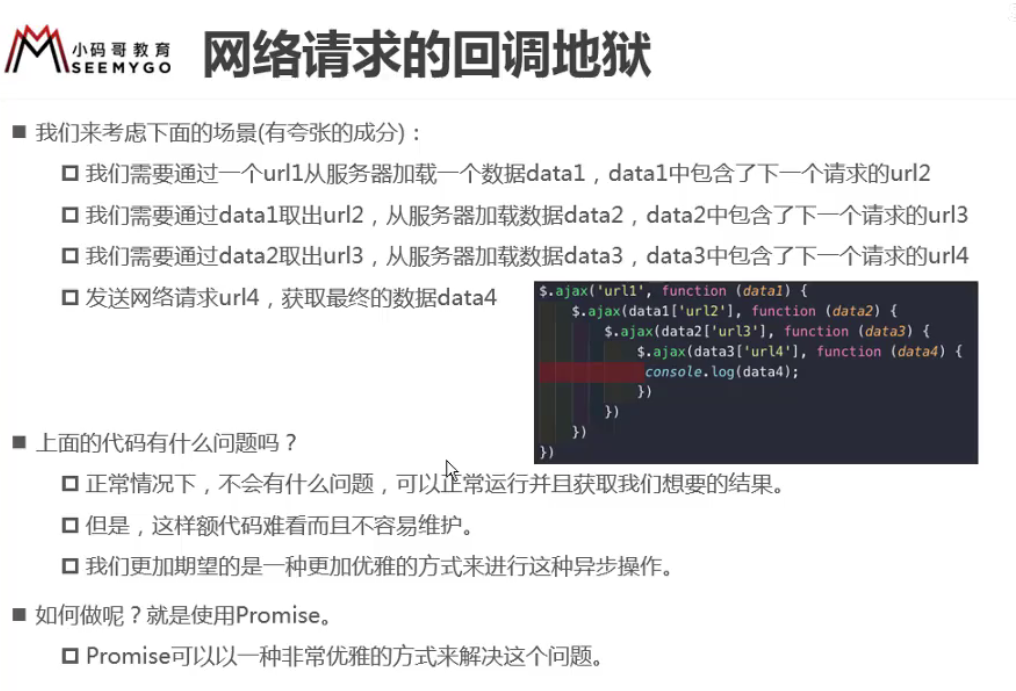 小码哥教育
SEEMYGO
网络请求的回调地狱
我们来考虑下面的场景(有夸张的成分)：
我们需要通过一个url1从服务器加载一个数据data1，data1中包含了下一个请求的url2
我们需要通过data1取出url2，从服务器加载数据data2，data2中包含了下一个请求的url3
我们需要通过data2取出url3，从服务器加载数据data3，data3中包含了下一个请求的url4
发送网络请求url4，获取最终的数据data4
$.ajax('url1', function (data1) {
$.ajax(data1['url2'], function (data2) {
$.ajax(data2['url3'], function (data3) {
$.ajax(data3['url4'], function (data4) {
console.log(data4);
})
})
})
})
上面的代码有什么问题吗？
正常情况下，不会有什么问题，可以正常运行并且获取我们想要的结果。
但是，这样额代码难看而且不容易维护。
我们更加期望的是一种更加优雅的方式来进行这种异步操作。
如何做呢？就是使用Promise。
Promise可以以一种非常优雅的方式来解决这个问题。